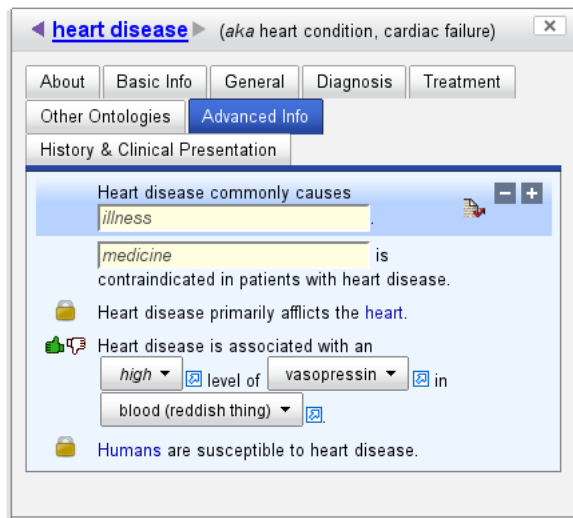 heart disease (aka heart condition, cardiac failure)
About Basic Info General Diagnosis Treatment
Other Ontologies Advanced Info
History & Clinical Presentation
Heart disease commonly causes
illness .
medicine is
contraindicated in patients with heart disease.
Heart disease primarily afflicts the heart.
Heart disease is associated with an
high level of vasopressin in
blood (reddish thing) .
Humans are susceptible to heart disease.